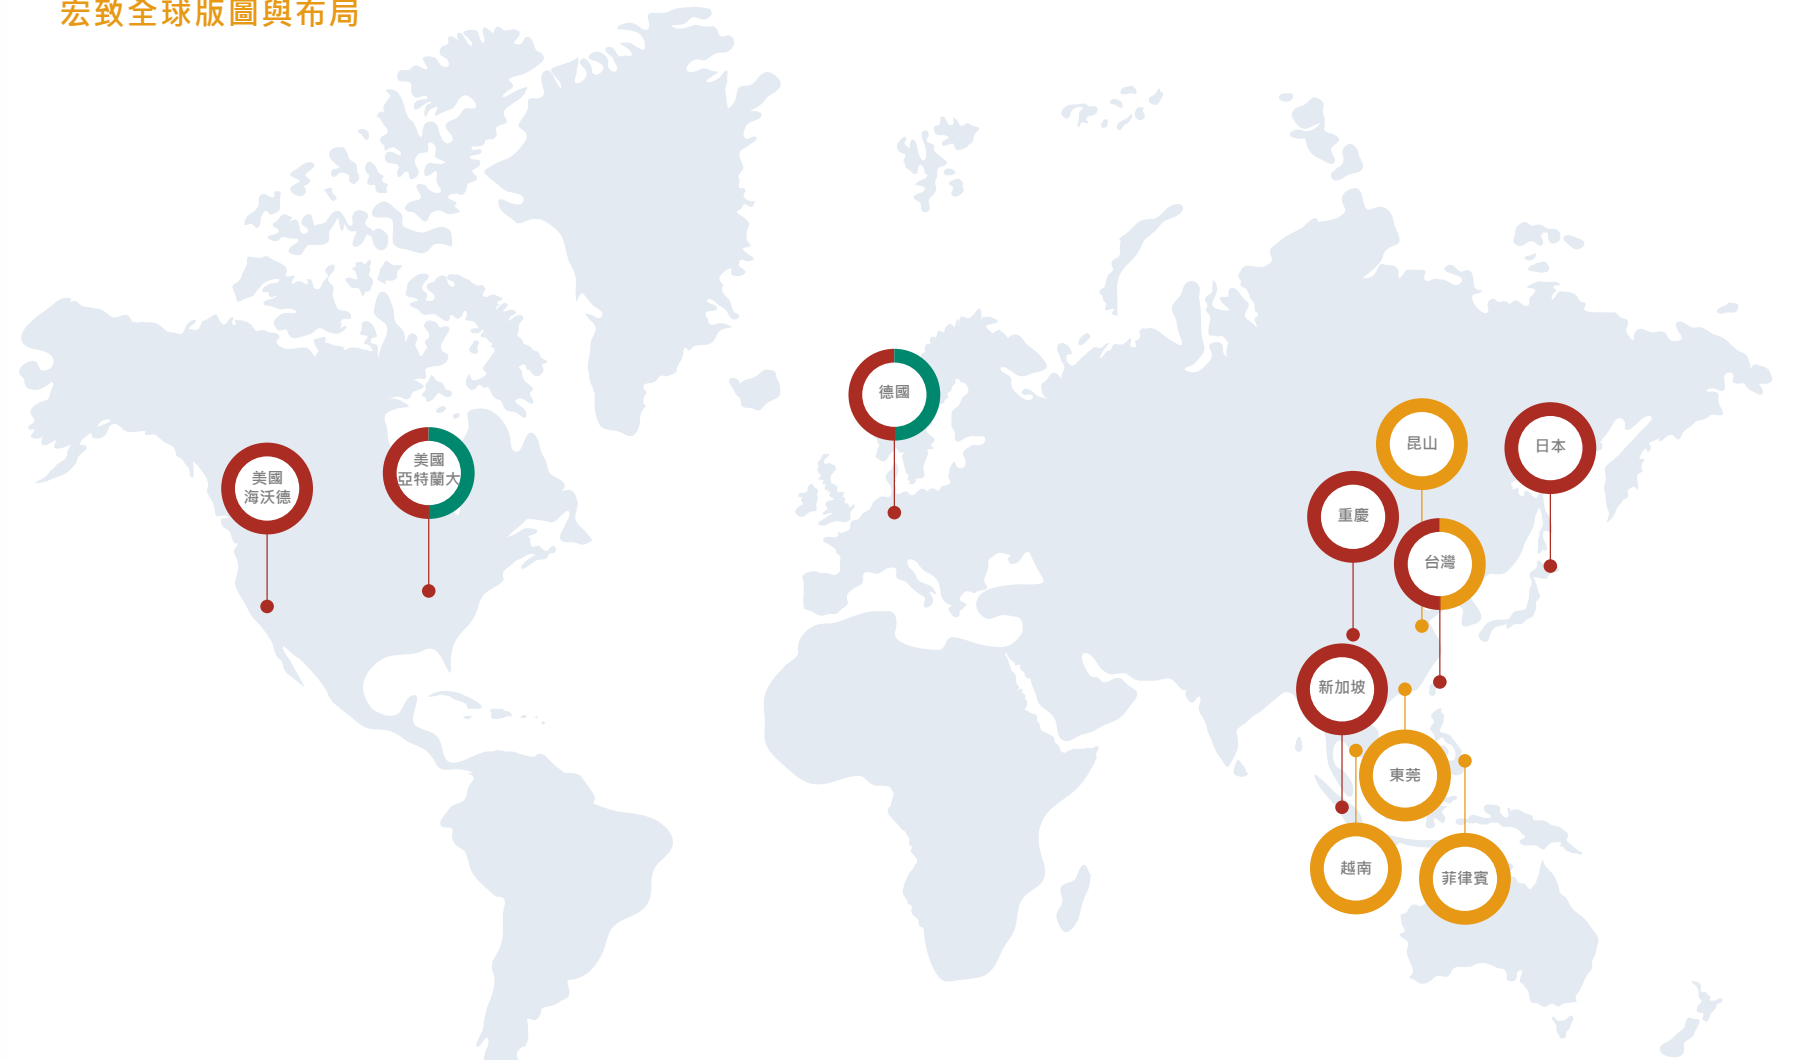 宏致全球版圖與布局
德國
昆山
日本
美國
亞特蘭大
美國
海沃德
重慶
台灣
新加坡
東莞
越南
菲律賓